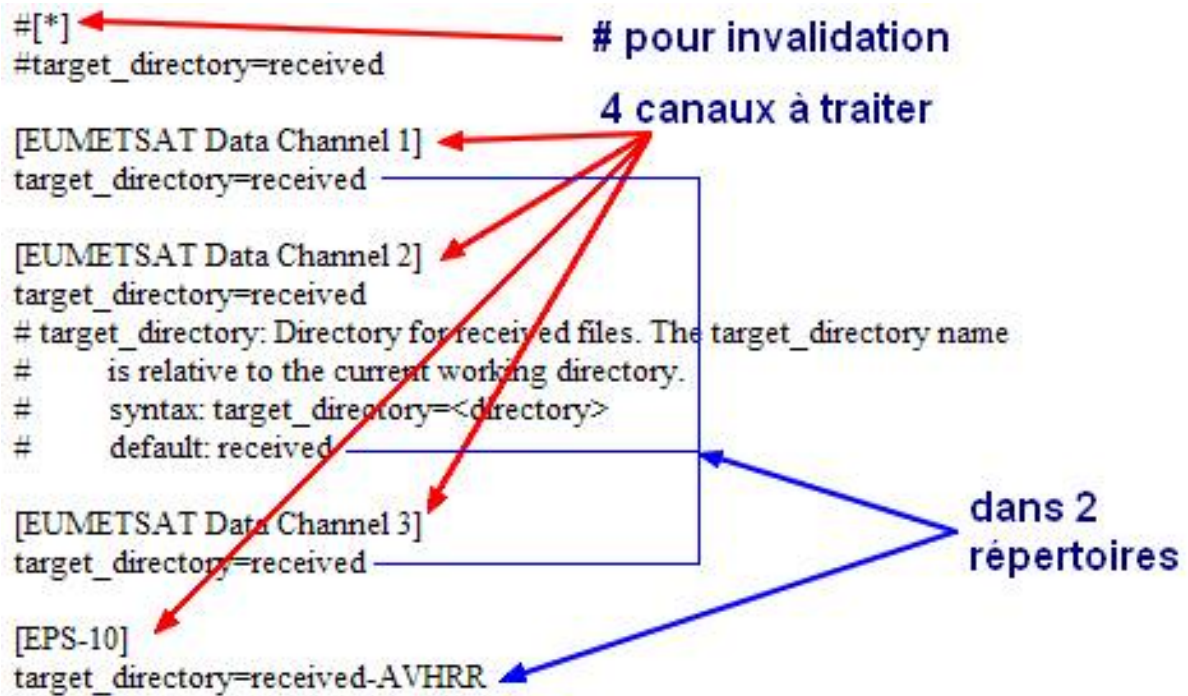 #[*]
# pour invalidation
#target_directory=received
4 canaux à traiter
[EUMETSAT Data Channel 1]
target_directory=received
[EUMETSAT Data Channel 2]
target_directory=received
# target_directory: Directory for received files. The target_directory name
# is relative to the current working directory.
# syntax: target_directory=<directory>
# default: received
[EUMETSAT Data Channel 3]
target_directory=received
dans 2
répertoires
[EPS-10]
target_directory=received-AVHRR